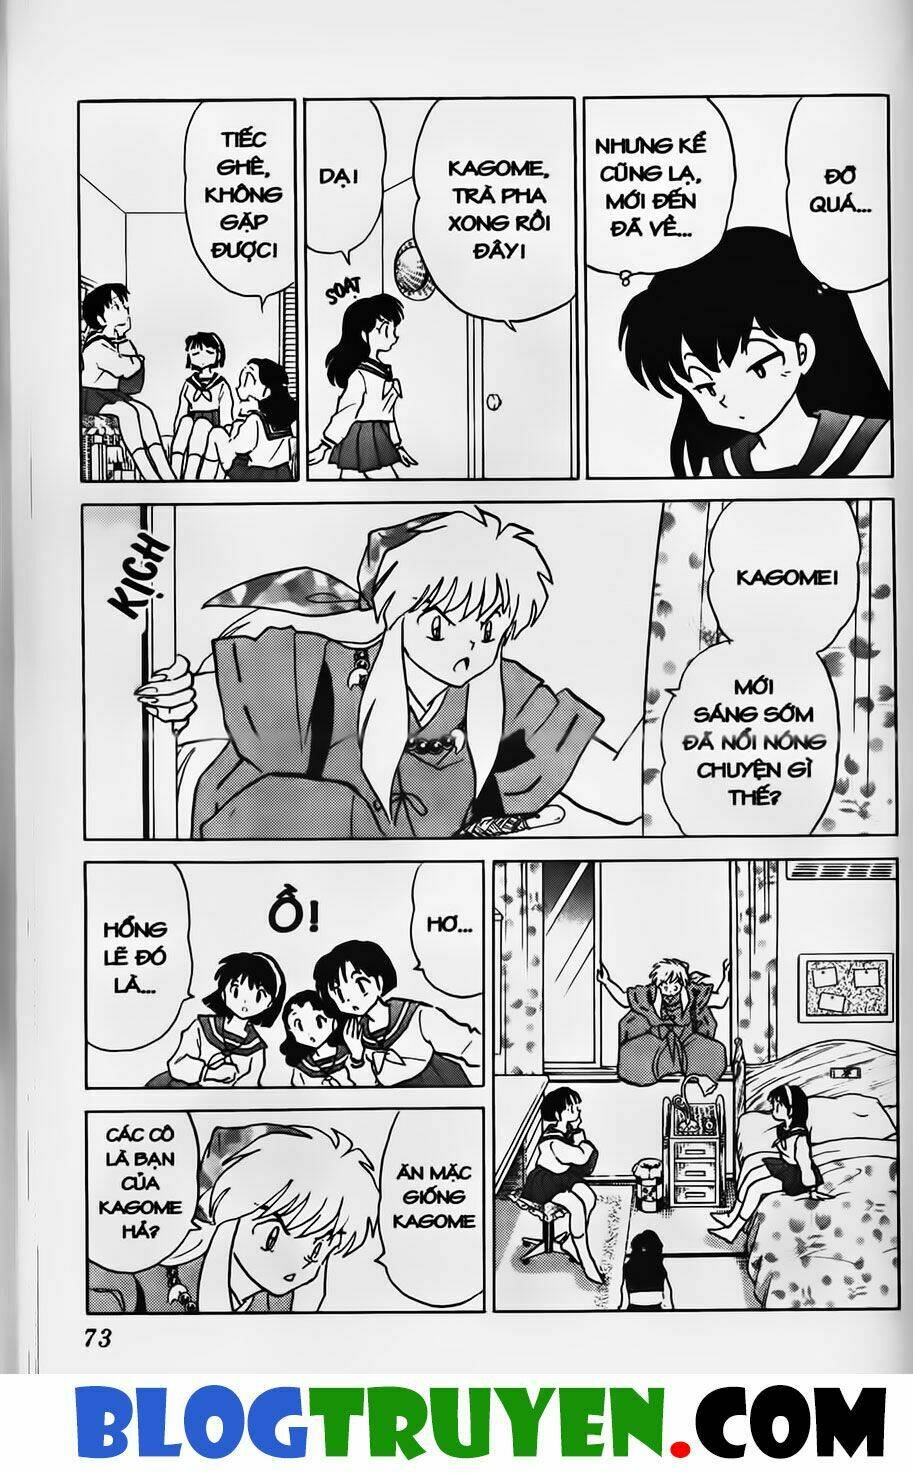 ĐỠ
QUÁ...
NHƯNG KỂ
CŨNG LẠ,
MỚI ĐẾN
ĐÃ VỀ...
KAGOME,
TRÀ PHA
XONG RỒI
ĐÂY!
DẠ!
SOẠT
TIẾC
GHÊ,
KHÔNG
GẶP
ĐƯỢC!
KAGOME!
MỚI
SÁNG SỚM
ĐÃ NỔI NÓNG
CHUYỆN GÌ
THẾ?
KỊCH
HƠ...
Ồ!
HỔNG
LẼ ĐÓ
LÀ...
ĂN MẶC
GIỐNG
KAGOME
CÁC CÔ
LÀ BẠN
CỦA
KAGOME
HẢ?
73
BLOGTRUYEN.COM